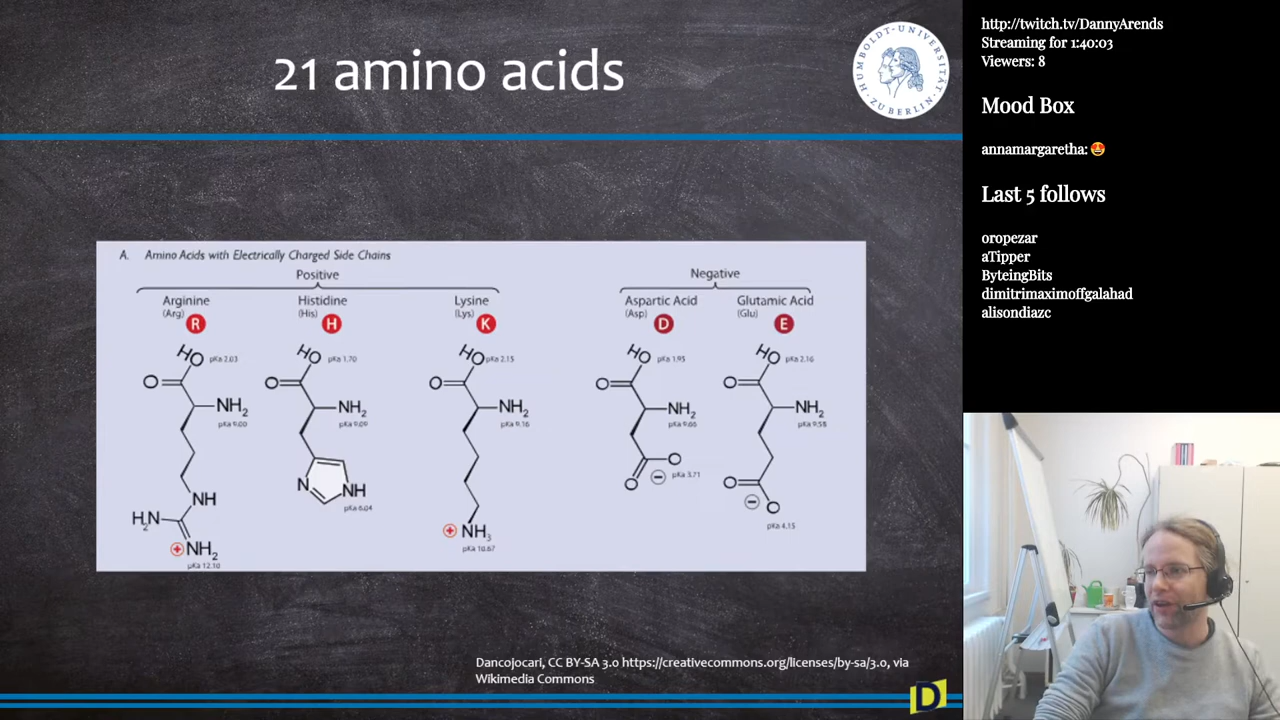 21 amino acids
HUMBOLDT-UNIVERSITÄT
ZU BERLIN
A. Amino Acids with Electrically Charged Side Chains
Positive
Negative
Arginine
(Arg)
R
Histidine
(His)
H
Lysine
(Lys)
K
Aspartic Acid
(Asp)
D
Glutamic Acid
(Glu)
E
HO pKa 2.03
O
NH2
pKa 9.00
NH
H2N
+ NH2
pKa 12.10
HO pKa 1.70
O
NH2
pKa 9.09
N
NH
pKa 6.04
HO pKa 2.15
O
NH2
pKa 9.16
+ NH3
pKa 10.67
HO pKa 1.95
O
NH2
pKa 9.66
O
O
− pKa 3.71
HO pKa 2.16
O
NH2
pKa 9.58
O
− O
pKa 4.15
Dancojocari, CC BY-SA 3.0 https://creativecommons.org/licenses/by-sa/3.0, via
Wikimedia Commons
D
http://twitch.tv/DannyArends
Streaming for 1:40:03
Viewers: 8
Mood Box
annamargaretha: 🤩
Last 5 follows
oropezar
aTipper
ByteingBits
dimitrimaximoffgalahad
alisondiazc